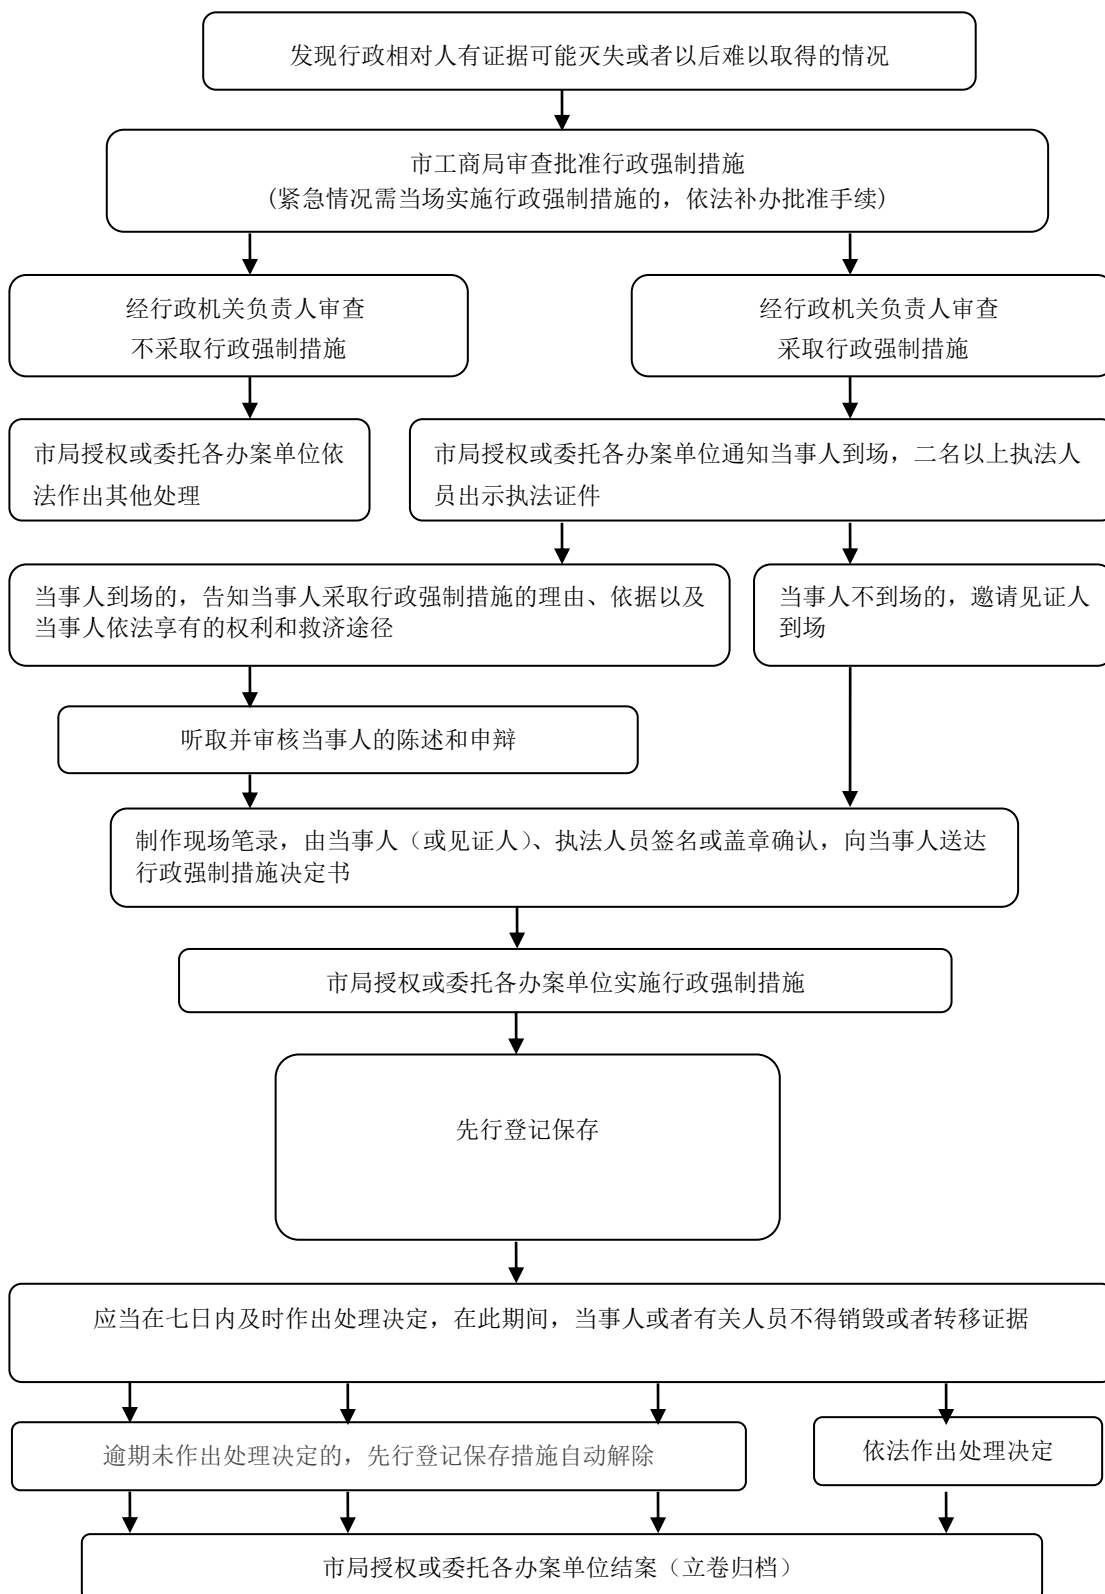 发现行政相对人有证据可能灭失或者以后难以取得的情况
市工商局审查批准行政强制措施
(紧急情况需当场实施行政强制措施的，依法补办批准手续)
经行政机关负责人审查
不采取行政强制措施
经行政机关负责人审查
采取行政强制措施
市局授权或委托各办案单位依
法作出其他处理
市局授权或委托各办案单位通知当事人到场，二名以上执法人
员出示执法证件
当事人到场的，告知当事人采取行政强制措施的理由、依据以及
当事人依法享有的权利和救济途径
当事人不到场的，邀请见证人
到场
听取并审核当事人的陈述和申辩
制作现场笔录，由当事人（或见证人）、执法人员签名或盖章确认，向当事人送达
行政强制措施决定书
市局授权或委托各办案单位实施行政强制措施
先行登记保存
应当在七日内及时作出处理决定，在此期间，当事人或者有关人员不得销毁或者转移证据
逾期未作出处理决定的，先行登记保存措施自动解除
依法作出处理决定
市局授权或委托各办案单位结案（立卷归档）